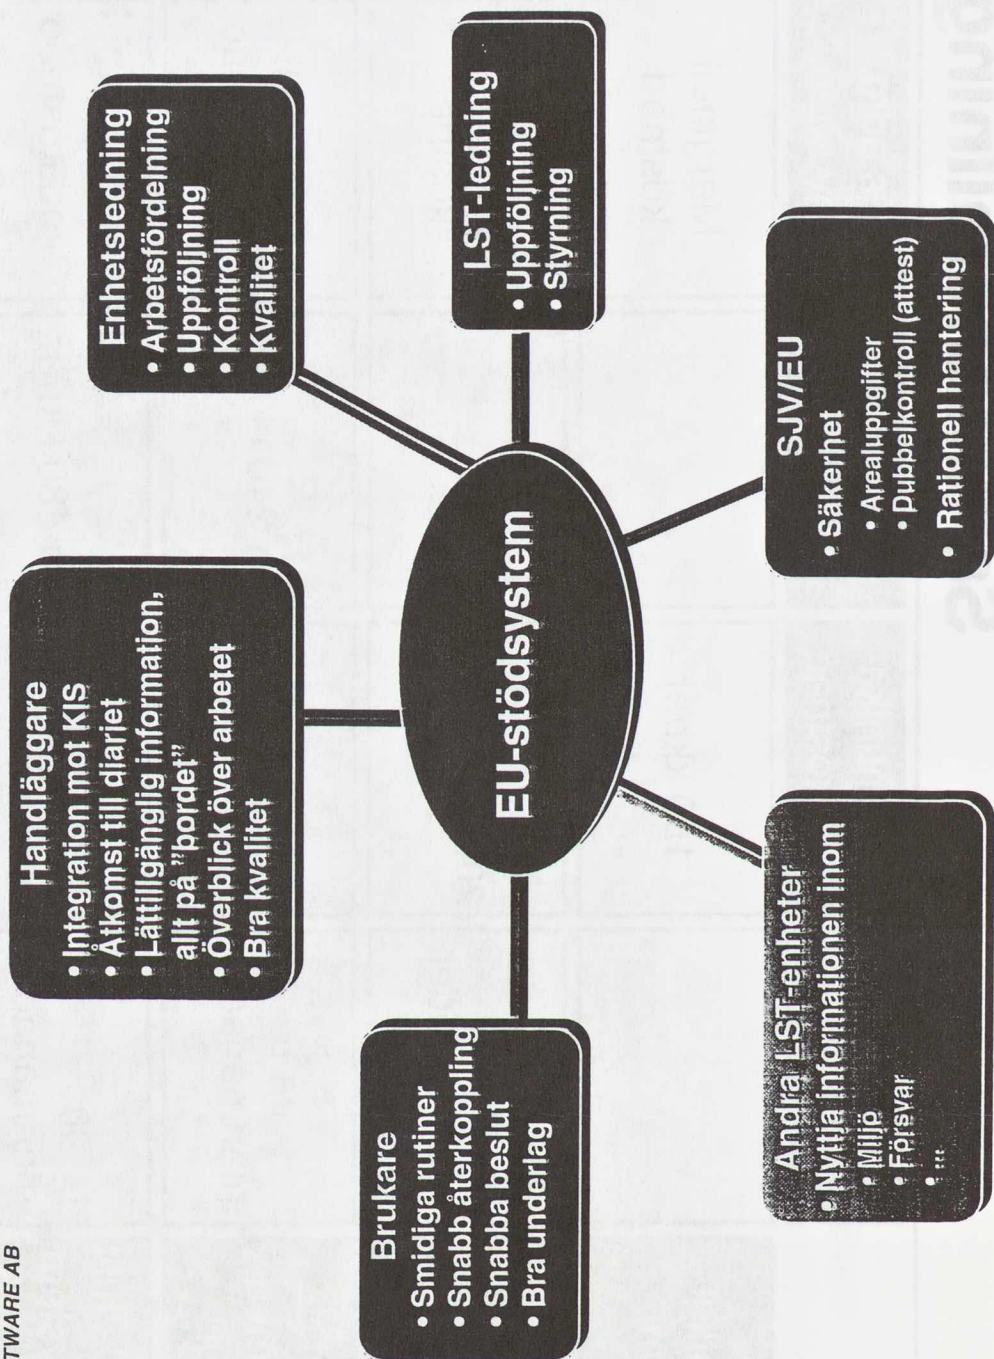 TWARE AB
Handläggare
• Integration mot KIS
• Åtkomst till diariet
• Lättillgänglig information,
allt på "bordet"
• Överblick över arbetet
• Bra kvalitet
Enhetsledning
• Arbetsfördelning
• Uppföljning
• Kontroll
• Kvalitet
Brukare
• Smidiga rutiner
• Snabb återkoppling
• Snabba beslut
• Bra underlag
EU-stödsystem
LST-ledning
• Uppföljning
• Styrning
Andra LST-enheter
• Nyttja informationen inom
• Miljö
• Försvar
• ...
SJV/EU
• Säkerhet
• Arealuppgifter
• Dubbelkontroll (attest)
• Rationell hantering